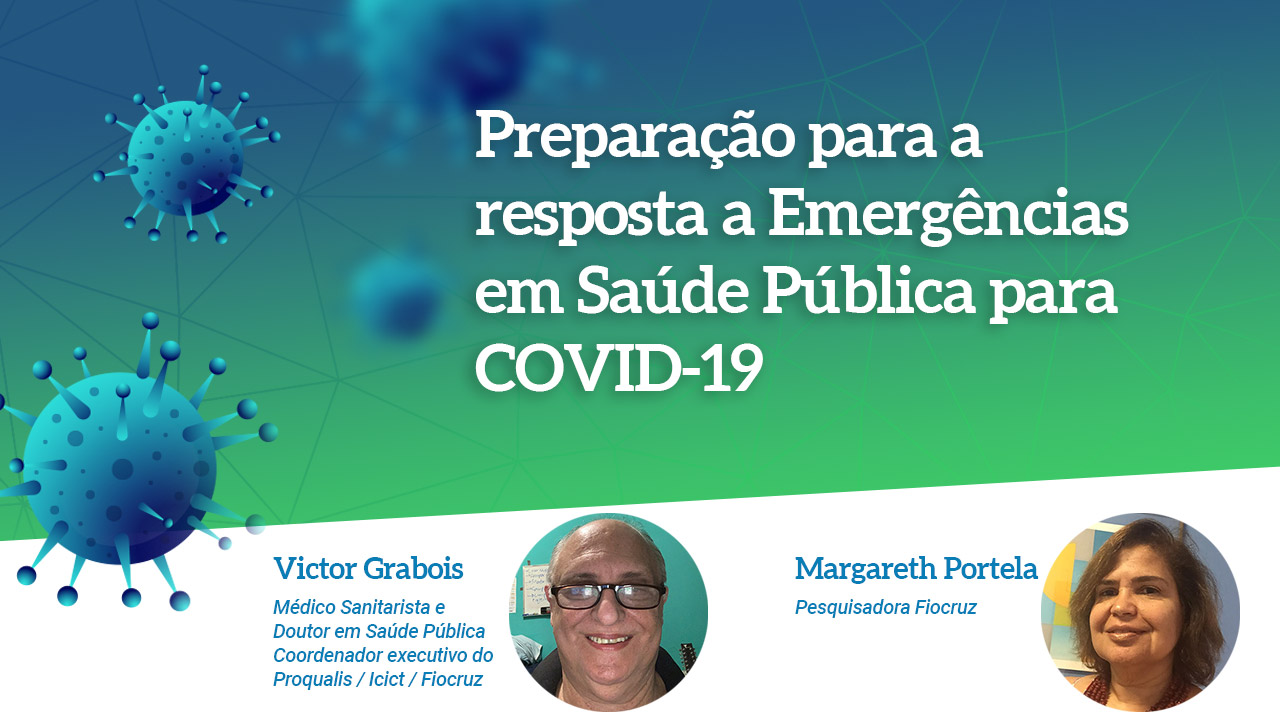 Preparação para a
resposta a Emergências
em Saúde Pública para
COVID-19
Victor Grabois
Médico Sanitarista e
Doutor em Saúde Pública
Coordenador executivo do
Proqualis / Icict / Fiocruz
Margareth Portela
Pesquisadora Fiocruz